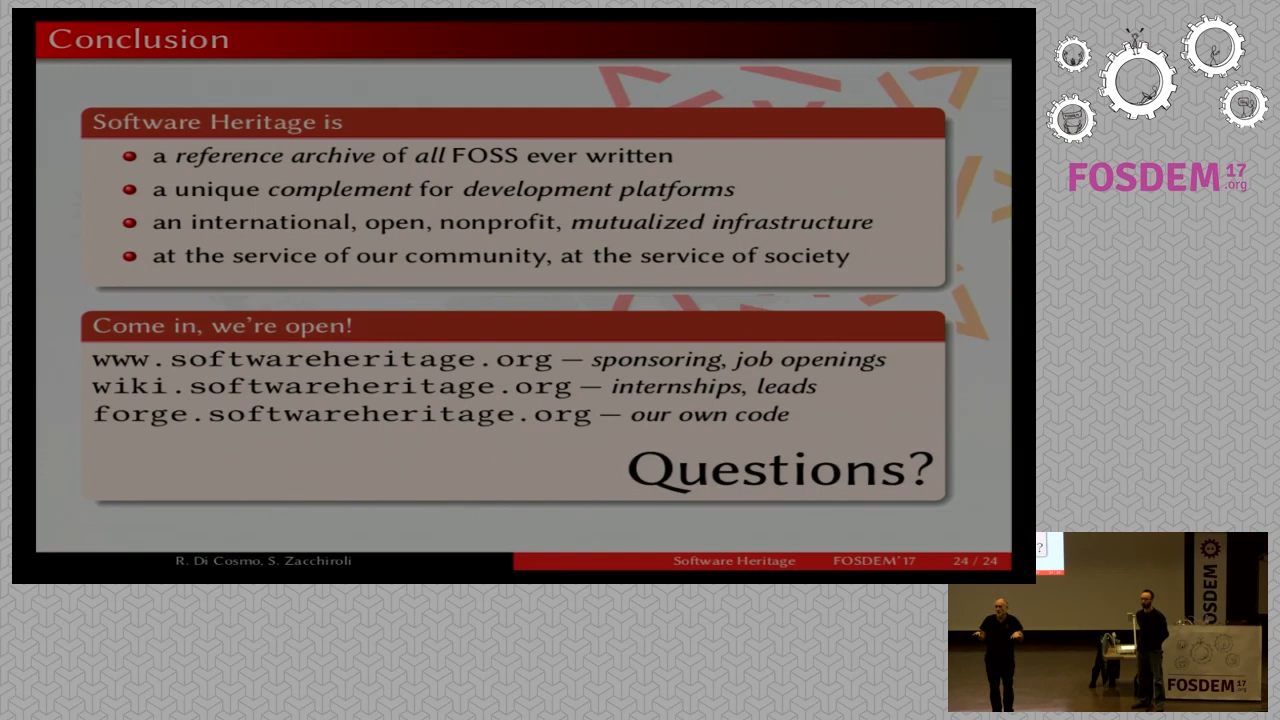 Conclusion
Software Heritage is
a reference archive of all FOSS ever written
a unique complement for development platforms
an international, open, nonprofit, mutualized infrastructure
at the service of our community, at the service of society
Come in, we're open!
www.softwareheritage.org — sponsoring, job openings
wiki.softwareheritage.org — internships, leads
forge.softwareheritage.org — our own code
Questions?
R. Di Cosmo, S. Zacchiroli
Software Heritage FOSDEM'17 24 / 24
FOSDEM 17 .org
?
OSDEM
FOSDEM 17 .org